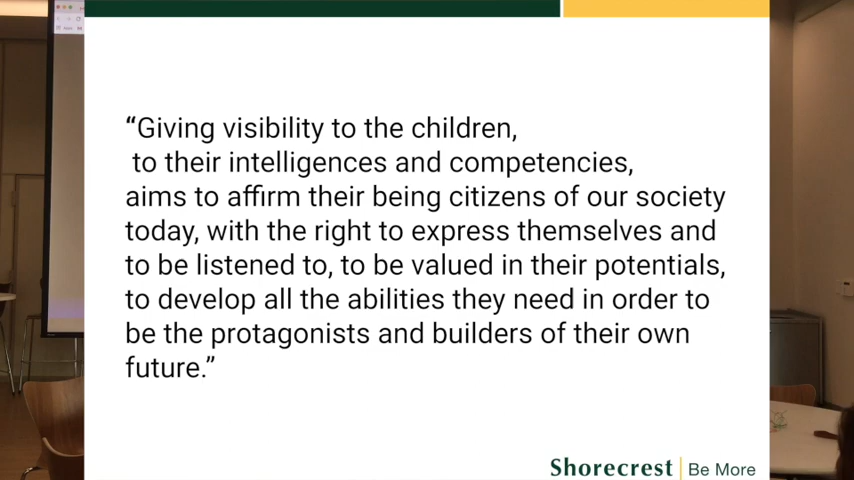 “Giving visibility to the children,
to their intelligences and competencies,
aims to affirm their being citizens of our society
today, with the right to express themselves and
to be listened to, to be valued in their potentials,
to develop all the abilities they need in order to
be the protagonists and builders of their own
future.”
Shorecrest | Be More